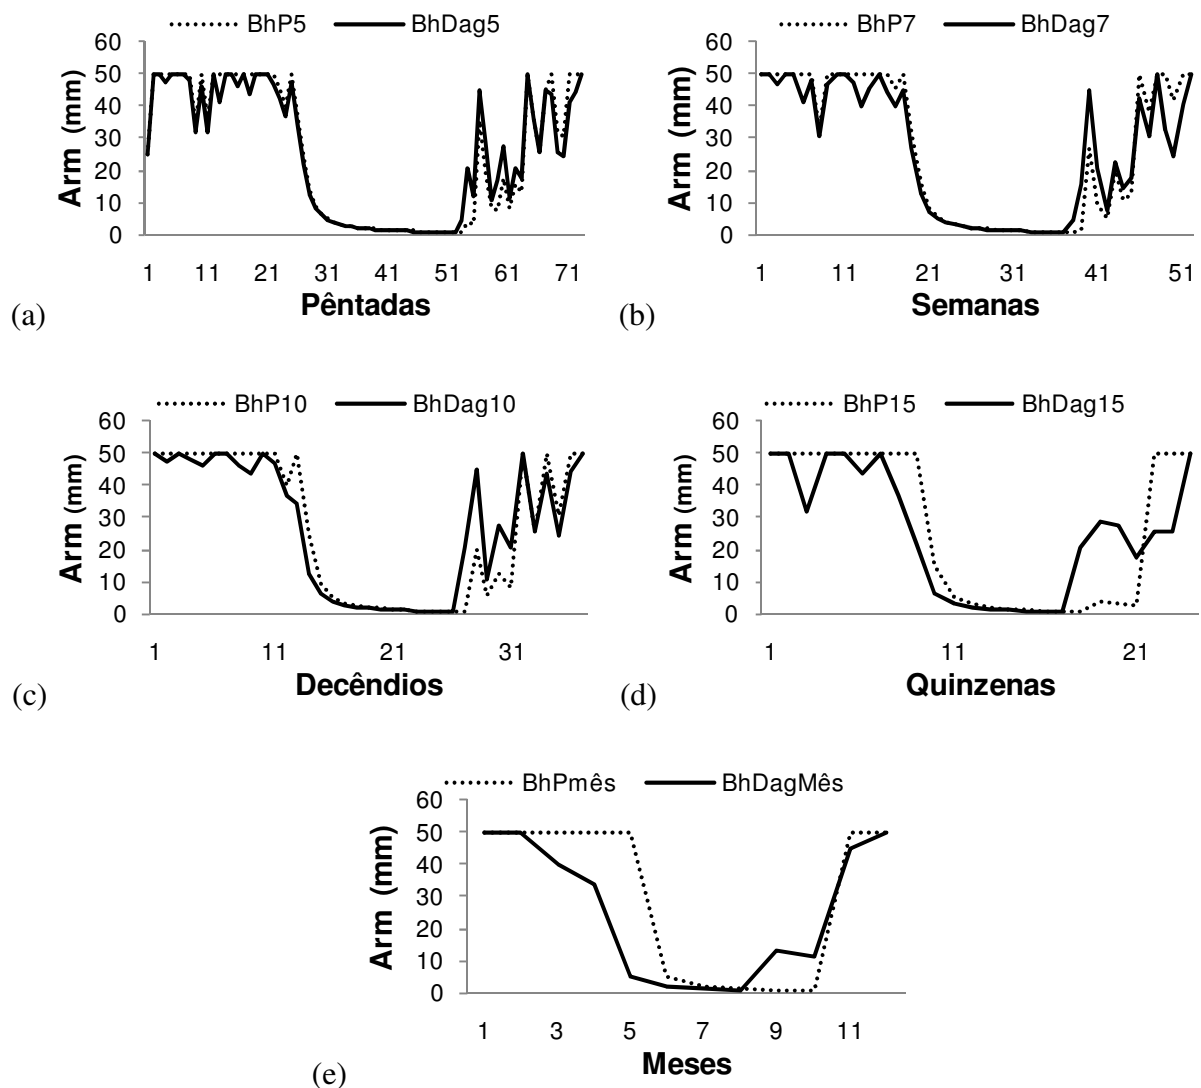 BhP5 BhDag5
60
50
40
30
20
10
0
Arm (mm)
1 11 21 31 41 51 61 71
Pêntadas
(a)
BhP7 BhDag7
60
50
40
30
20
10
0
Arm (mm)
1 11 21 31 41 51
Semanas
(b)
BhP10 BhDag10
60
50
40
30
20
10
0
Arm (mm)
1 11 21 31
Decêndios
(c)
BhP15 BhDag15
60
50
40
30
20
10
0
Arm (mm)
1 11 21
Quinzenas
(d)
BhPmês BhDagMês
60
50
40
30
20
10
0
Arm (mm)
1 3 5 7 9 11
Meses
(e)